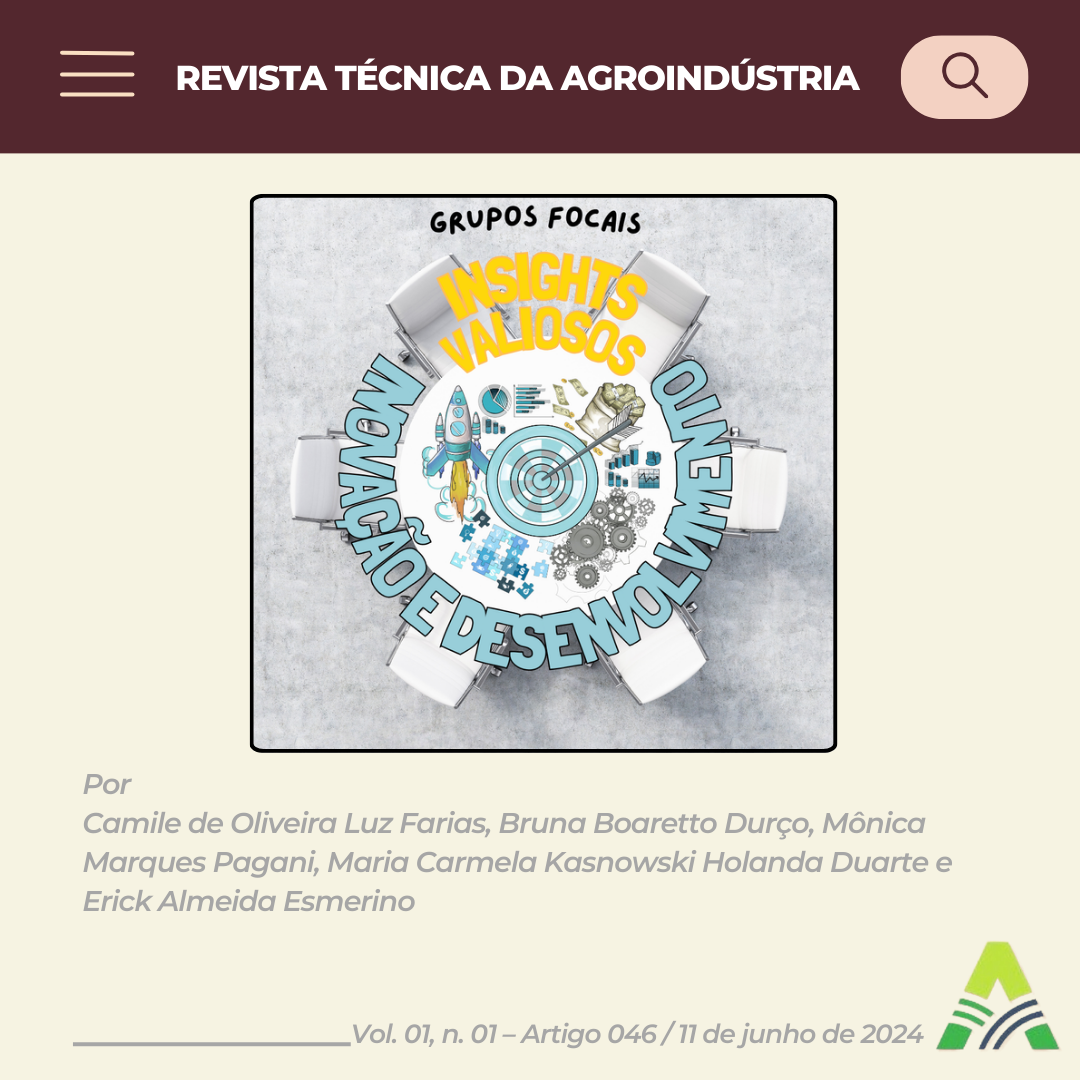 REVISTA TÉCNICA DA AGROINDÚSTRIA
GRUPOS FOCAIS
INSIGHTS
VALIOSOS
INOVAÇÃO E DESENVOLVIMENTO
Por
Camile de Oliveira Luz Farias, Bruna Boaretto Durço, Mônica
Marques Pagani, Maria Carmela Kasnowski Holanda Duarte e
Erick Almeida Esmerino
Vol. 01, n. 01 – Artigo 046 / 11 de junho de 2024